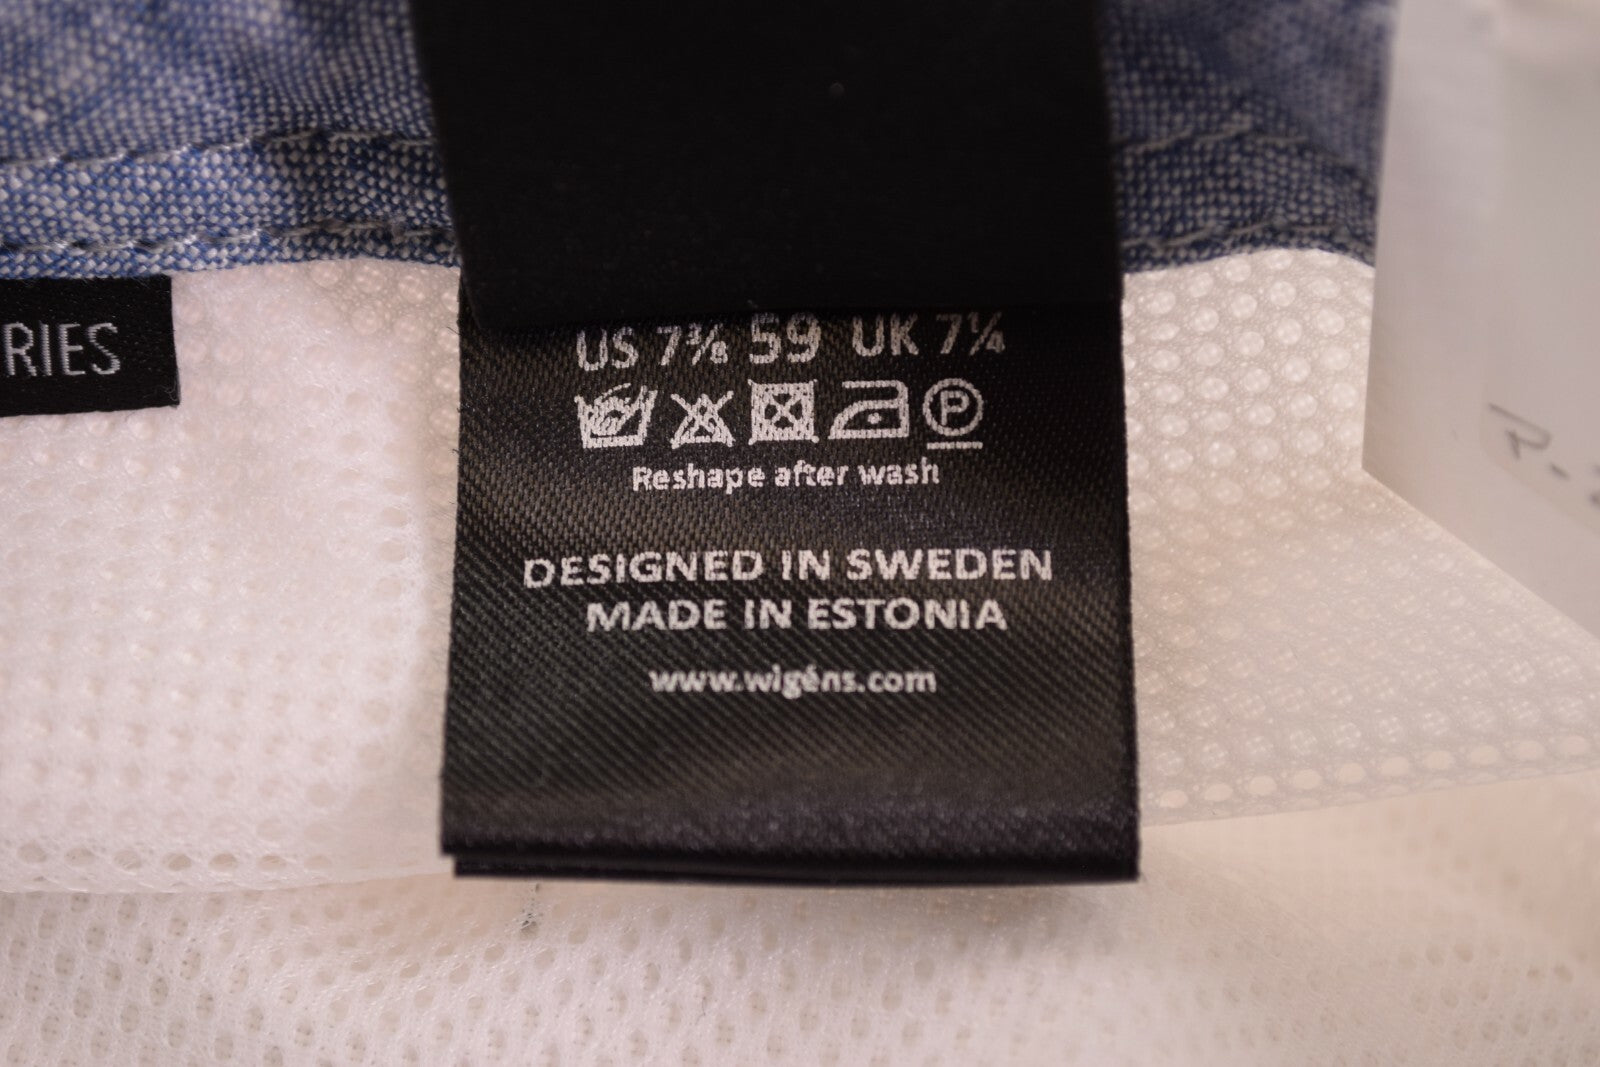 RIES
US 7⅜ 59 UK 7¼
P
Reshape after wash
DESIGNED IN SWEDEN
MADE IN ESTONIA
www.wigéns.com